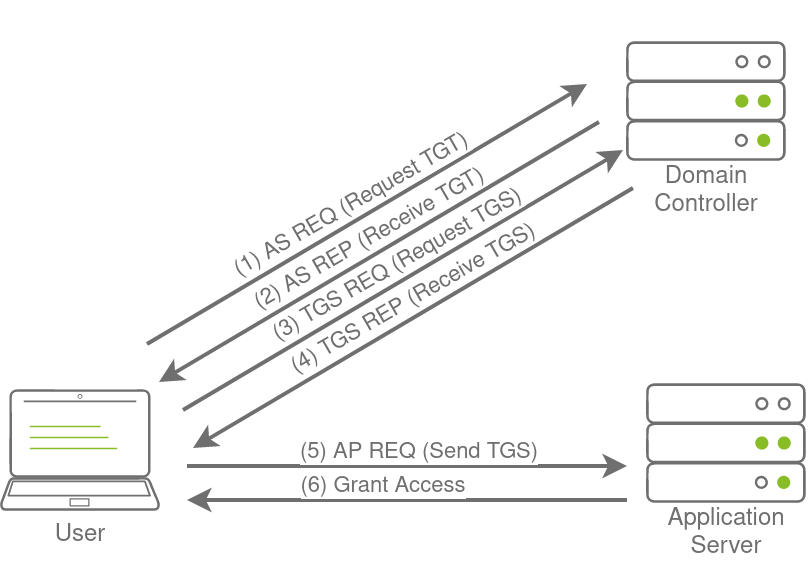 Domain
Controller
(1) AS REQ (Request TGT)
(2) AS REP (Receive TGT)
(3) TGS REQ (Request TGS)
(4) TGS REP (Receive TGS)
(5) AP REQ (Send TGS)
(6) Grant Access
User
Application
Server